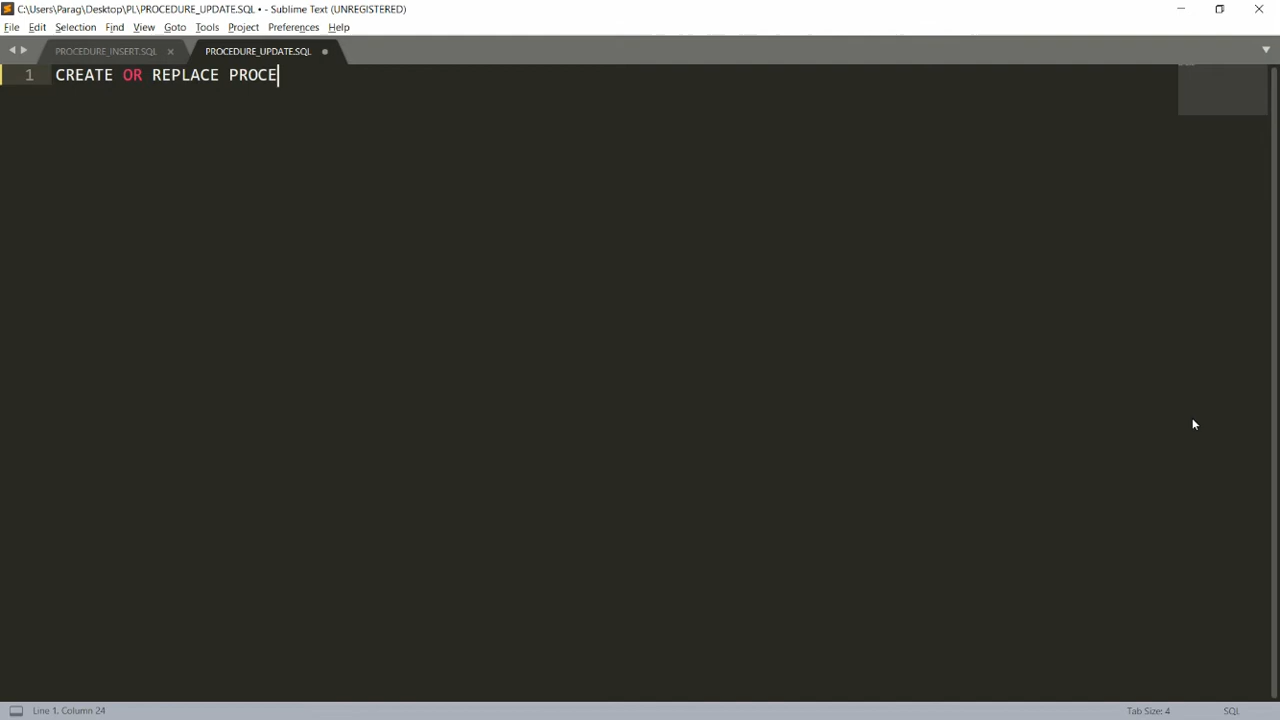 C:\Users\Parag\Desktop\PL\PROCEDURE_UPDATE.SQL • - Sublime Text (UNREGISTERED)
File Edit Selection Find View Goto Tools Project Preferences Help
PROCEDURE_INSERT.SQL PROCEDURE_UPDATE.SQL
1 CREATE OR REPLACE PROCE
Line 1, Column 24 Tab Size: 4 SQL